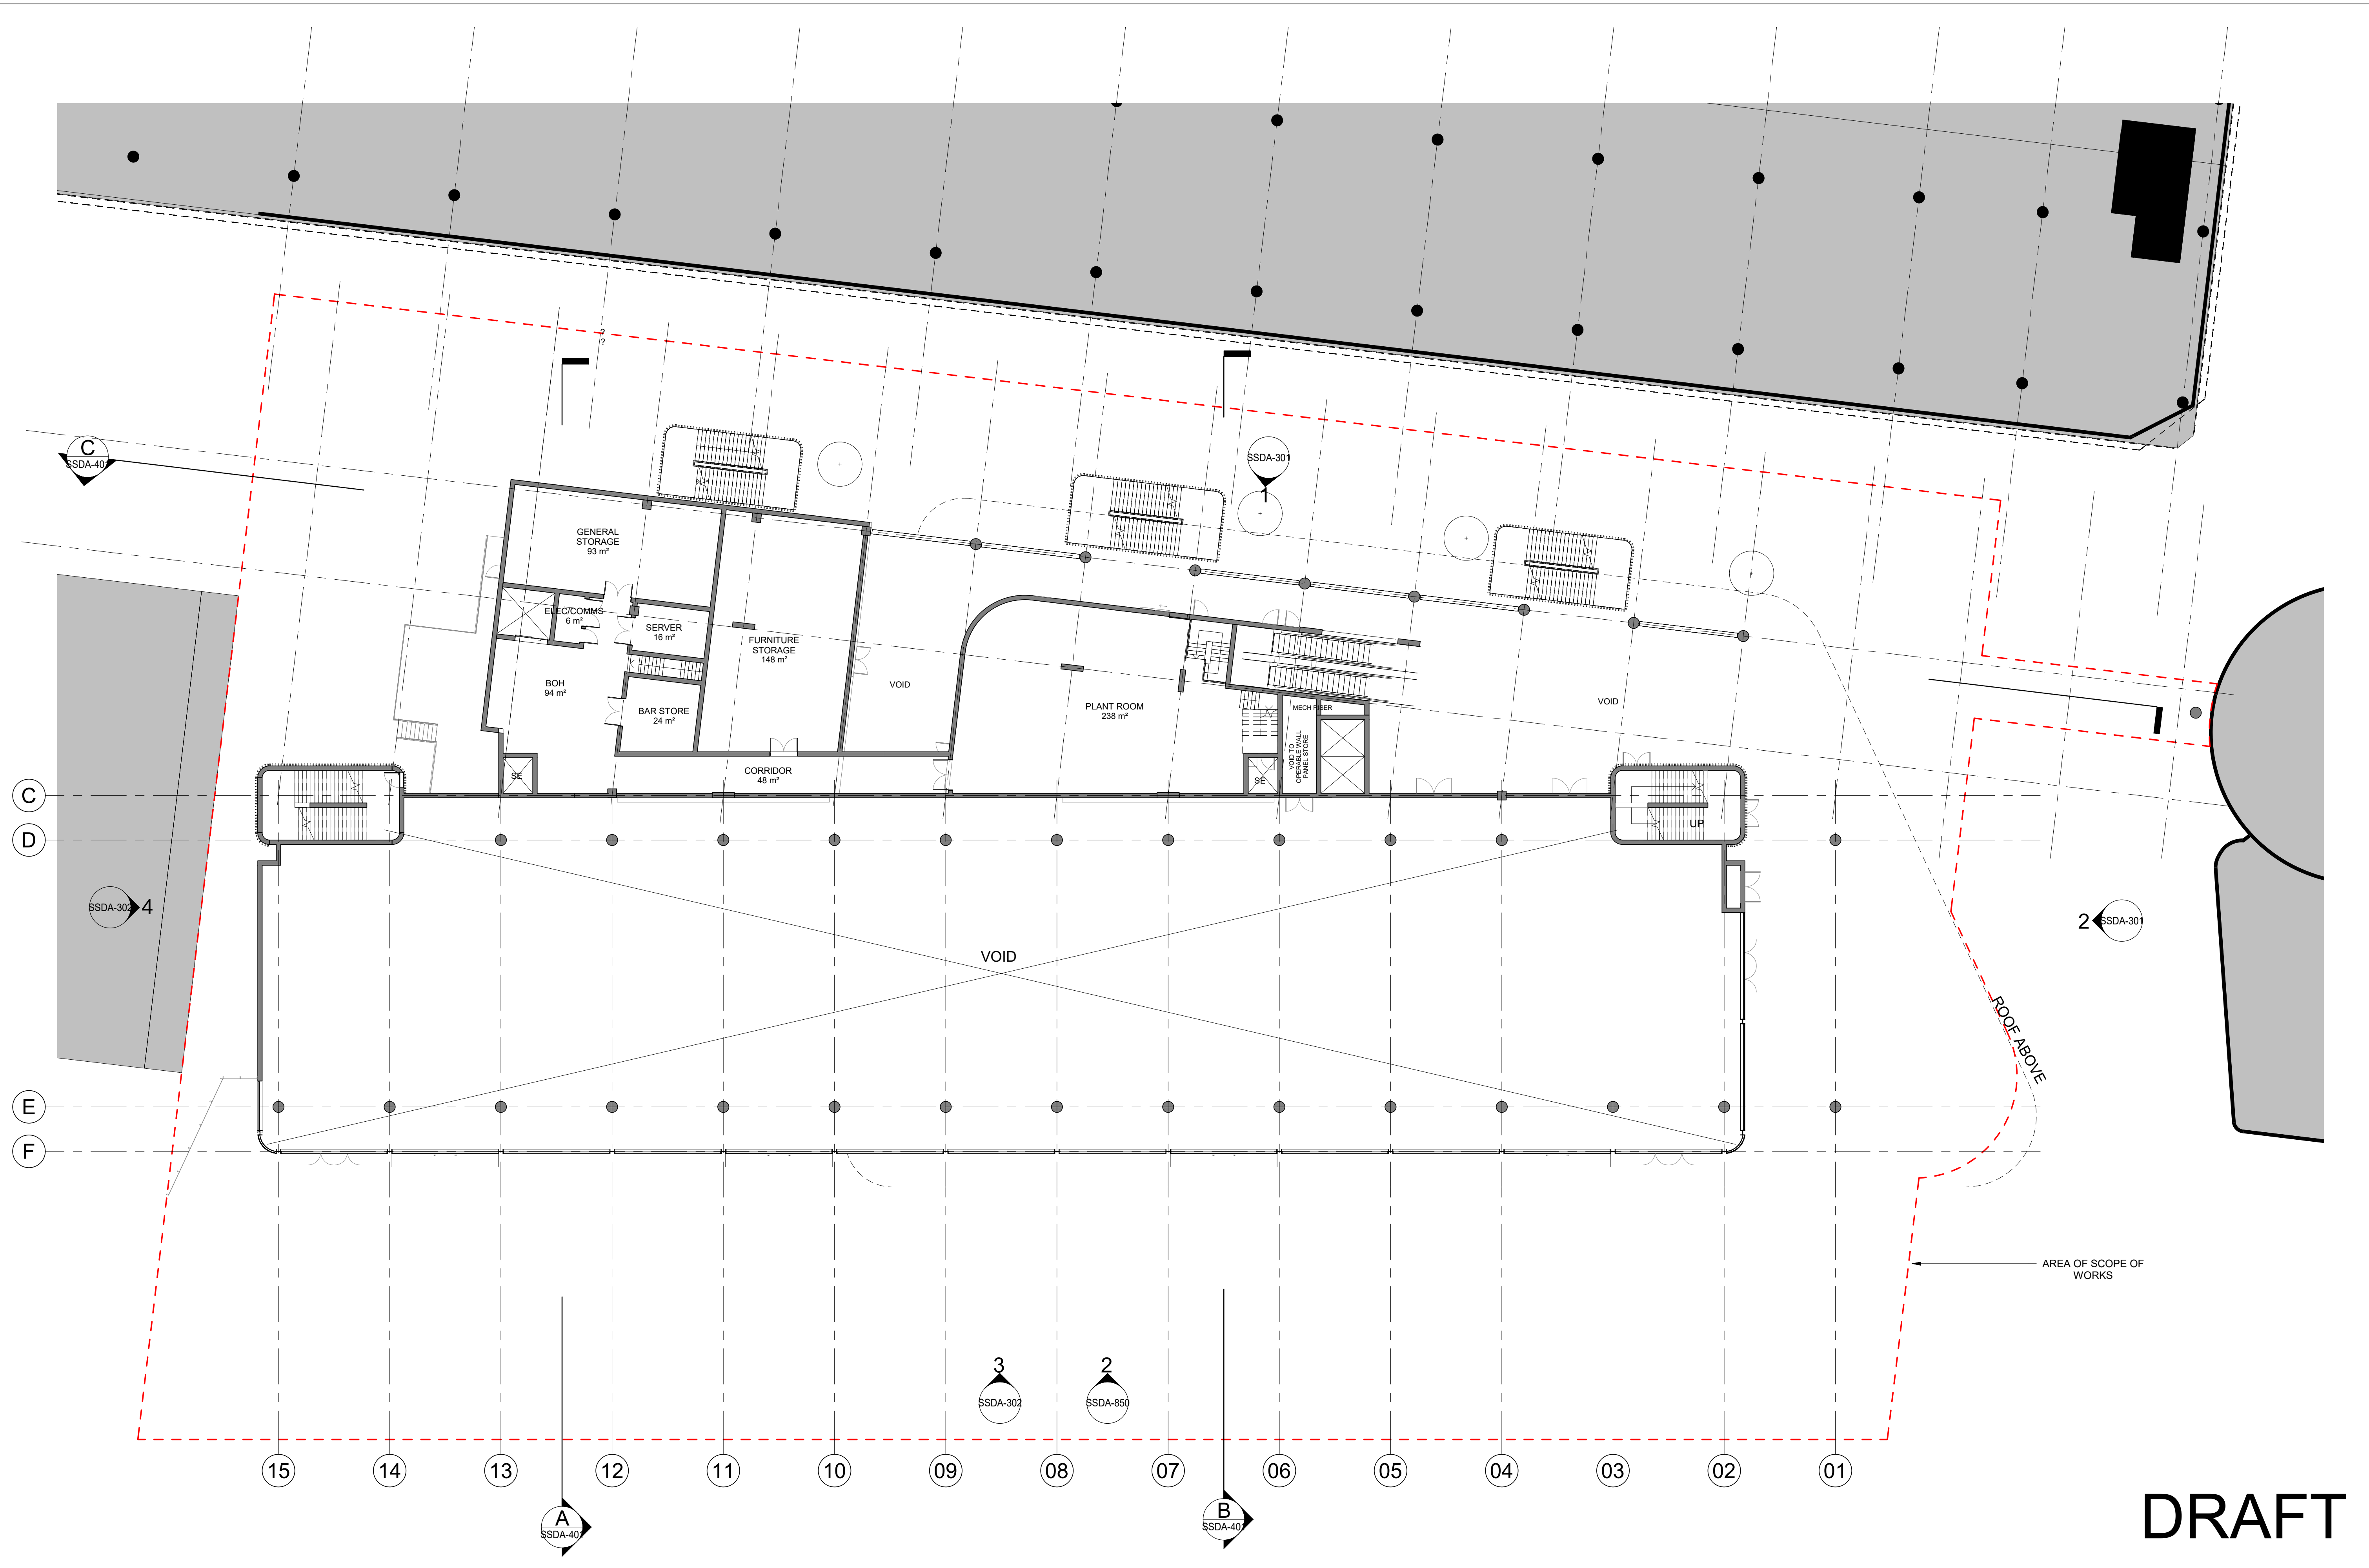 ?
?
C
SSDA-401
SSDA-301
1
GENERAL
STORAGE
93 m²
ELEC/COMMS
6 m²
SERVER
16 m²
FURNITURE
STORAGE
148 m²
BOH
94 m²
VOID
BAR STORE
24 m²
PLANT ROOM
238 m²
MECH RISER
VOID
VOID TO
OPERABLE WALL
PANEL STORE
CORRIDOR
48 m²
SE
SE
C
UP
D
SSDA-302
4
2
SSDA-301
VOID
ROOF ABOVE
E
F
AREA OF SCOPE OF
WORKS
3
SSDA-302
2
SSDA-850
15
14
13
12
11
10
09
08
07
06
05
04
03
02
01
A
SSDA-401
B
SSDA-401
DRAFT